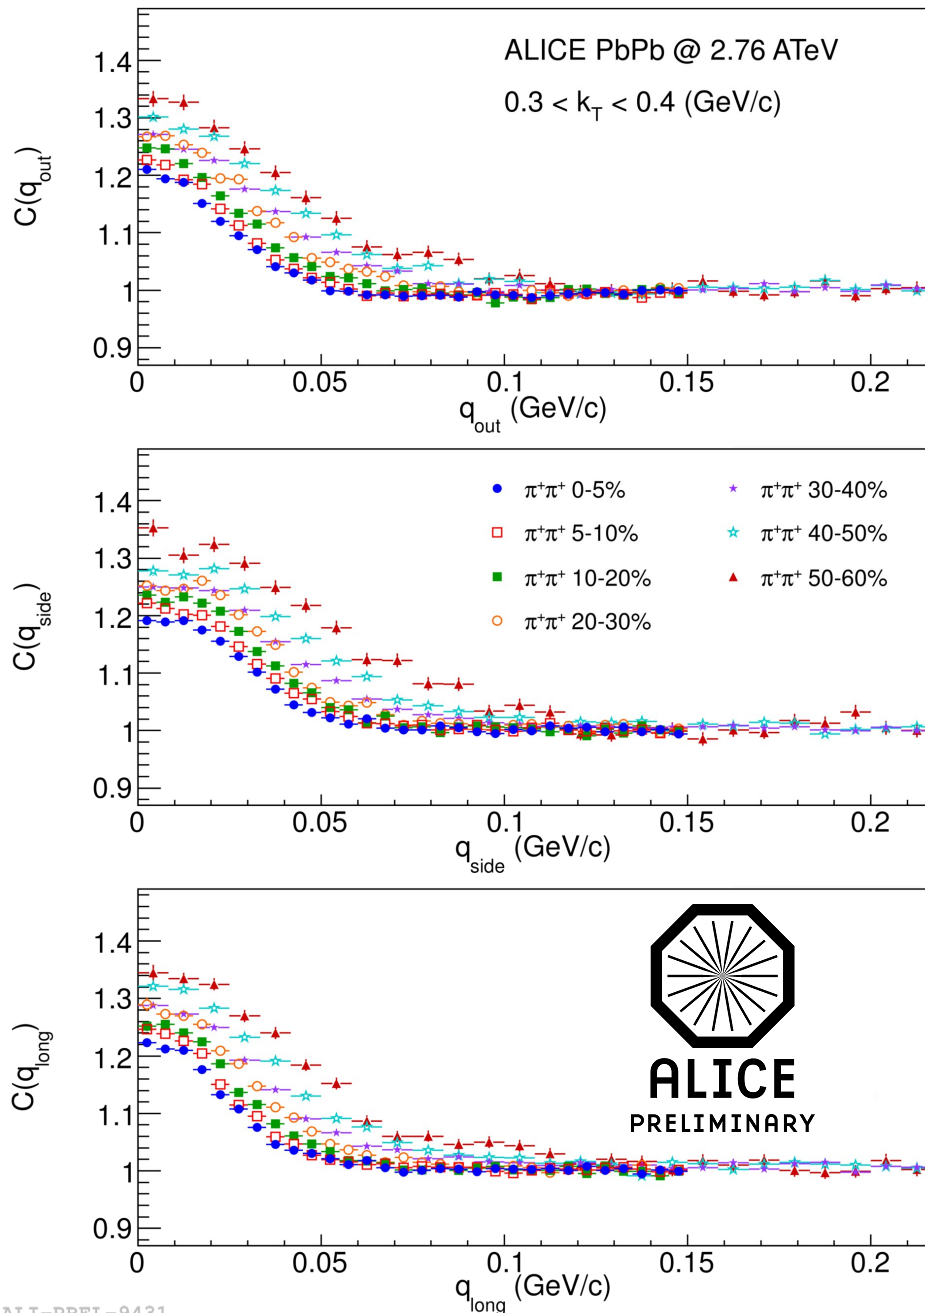 ALICE PbPb @ 2.76 ATeV
0.3 < k_T < 0.4 (GeV/c)
C(q_out)
1.4
1.3
1.2
1.1
1
0.9
0 0.05 0.1 0.15 0.2
q_out (GeV/c)
π⁺π⁺ 0-5%
π⁺π⁺ 5-10%
π⁺π⁺ 10-20%
π⁺π⁺ 20-30%
π⁺π⁺ 30-40%
π⁺π⁺ 40-50%
π⁺π⁺ 50-60%
C(q_side)
1.4
1.3
1.2
1.1
1
0.9
0 0.05 0.1 0.15 0.2
q_side (GeV/c)
ALICE
PRELIMINARY
C(q_long)
1.4
1.3
1.2
1.1
1
0.9
0 0.05 0.1 0.15 0.2
q_long (GeV/c)